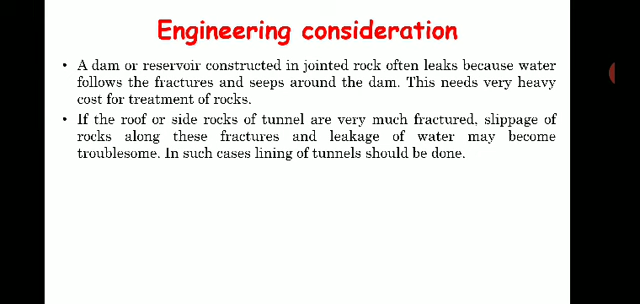 Engineering consideration
• A dam or reservoir constructed in jointed rock often leaks because water
follows the fractures and seeps around the dam. This needs very heavy
cost for treatment of rocks.
• If the roof or side rocks of tunnel are very much fractured, slippage of
rocks along these fractures and leakage of water may become
troublesome. In such cases lining of tunnels should be done.